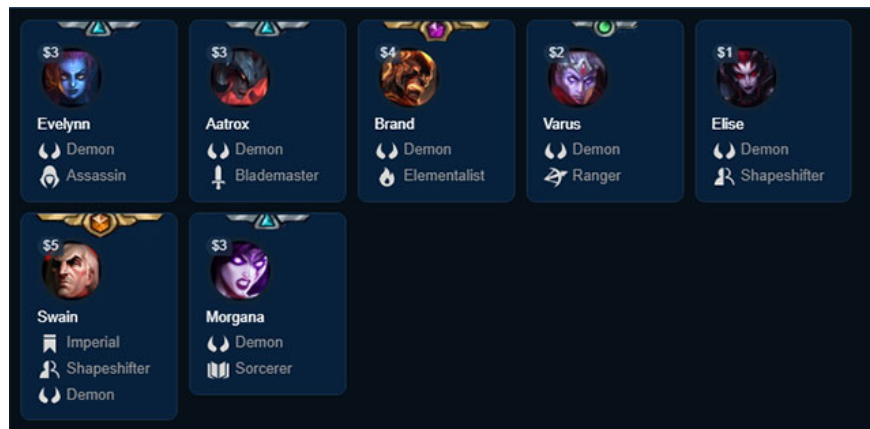 $3
Evelynn
Demon
Assassin
$3
Aatrox
Demon
Blademaster
$4
Brand
Demon
Elementalist
$2
Varus
Demon
Ranger
$1
Elise
Demon
Shapeshifter
$5
Swain
Imperial
Shapeshifter
Demon
$3
Morgana
Demon
Sorcerer